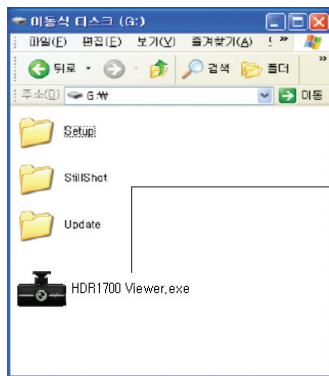 이동식 디스크 (G:)
파일(F) 편집(E) 보기(V) 즐겨찾기(A) »
뒤로 검색 폴더 »
주소(D) G:₩ 이동
Setup
StillShot
Update
HDR1700 Viewer.exe